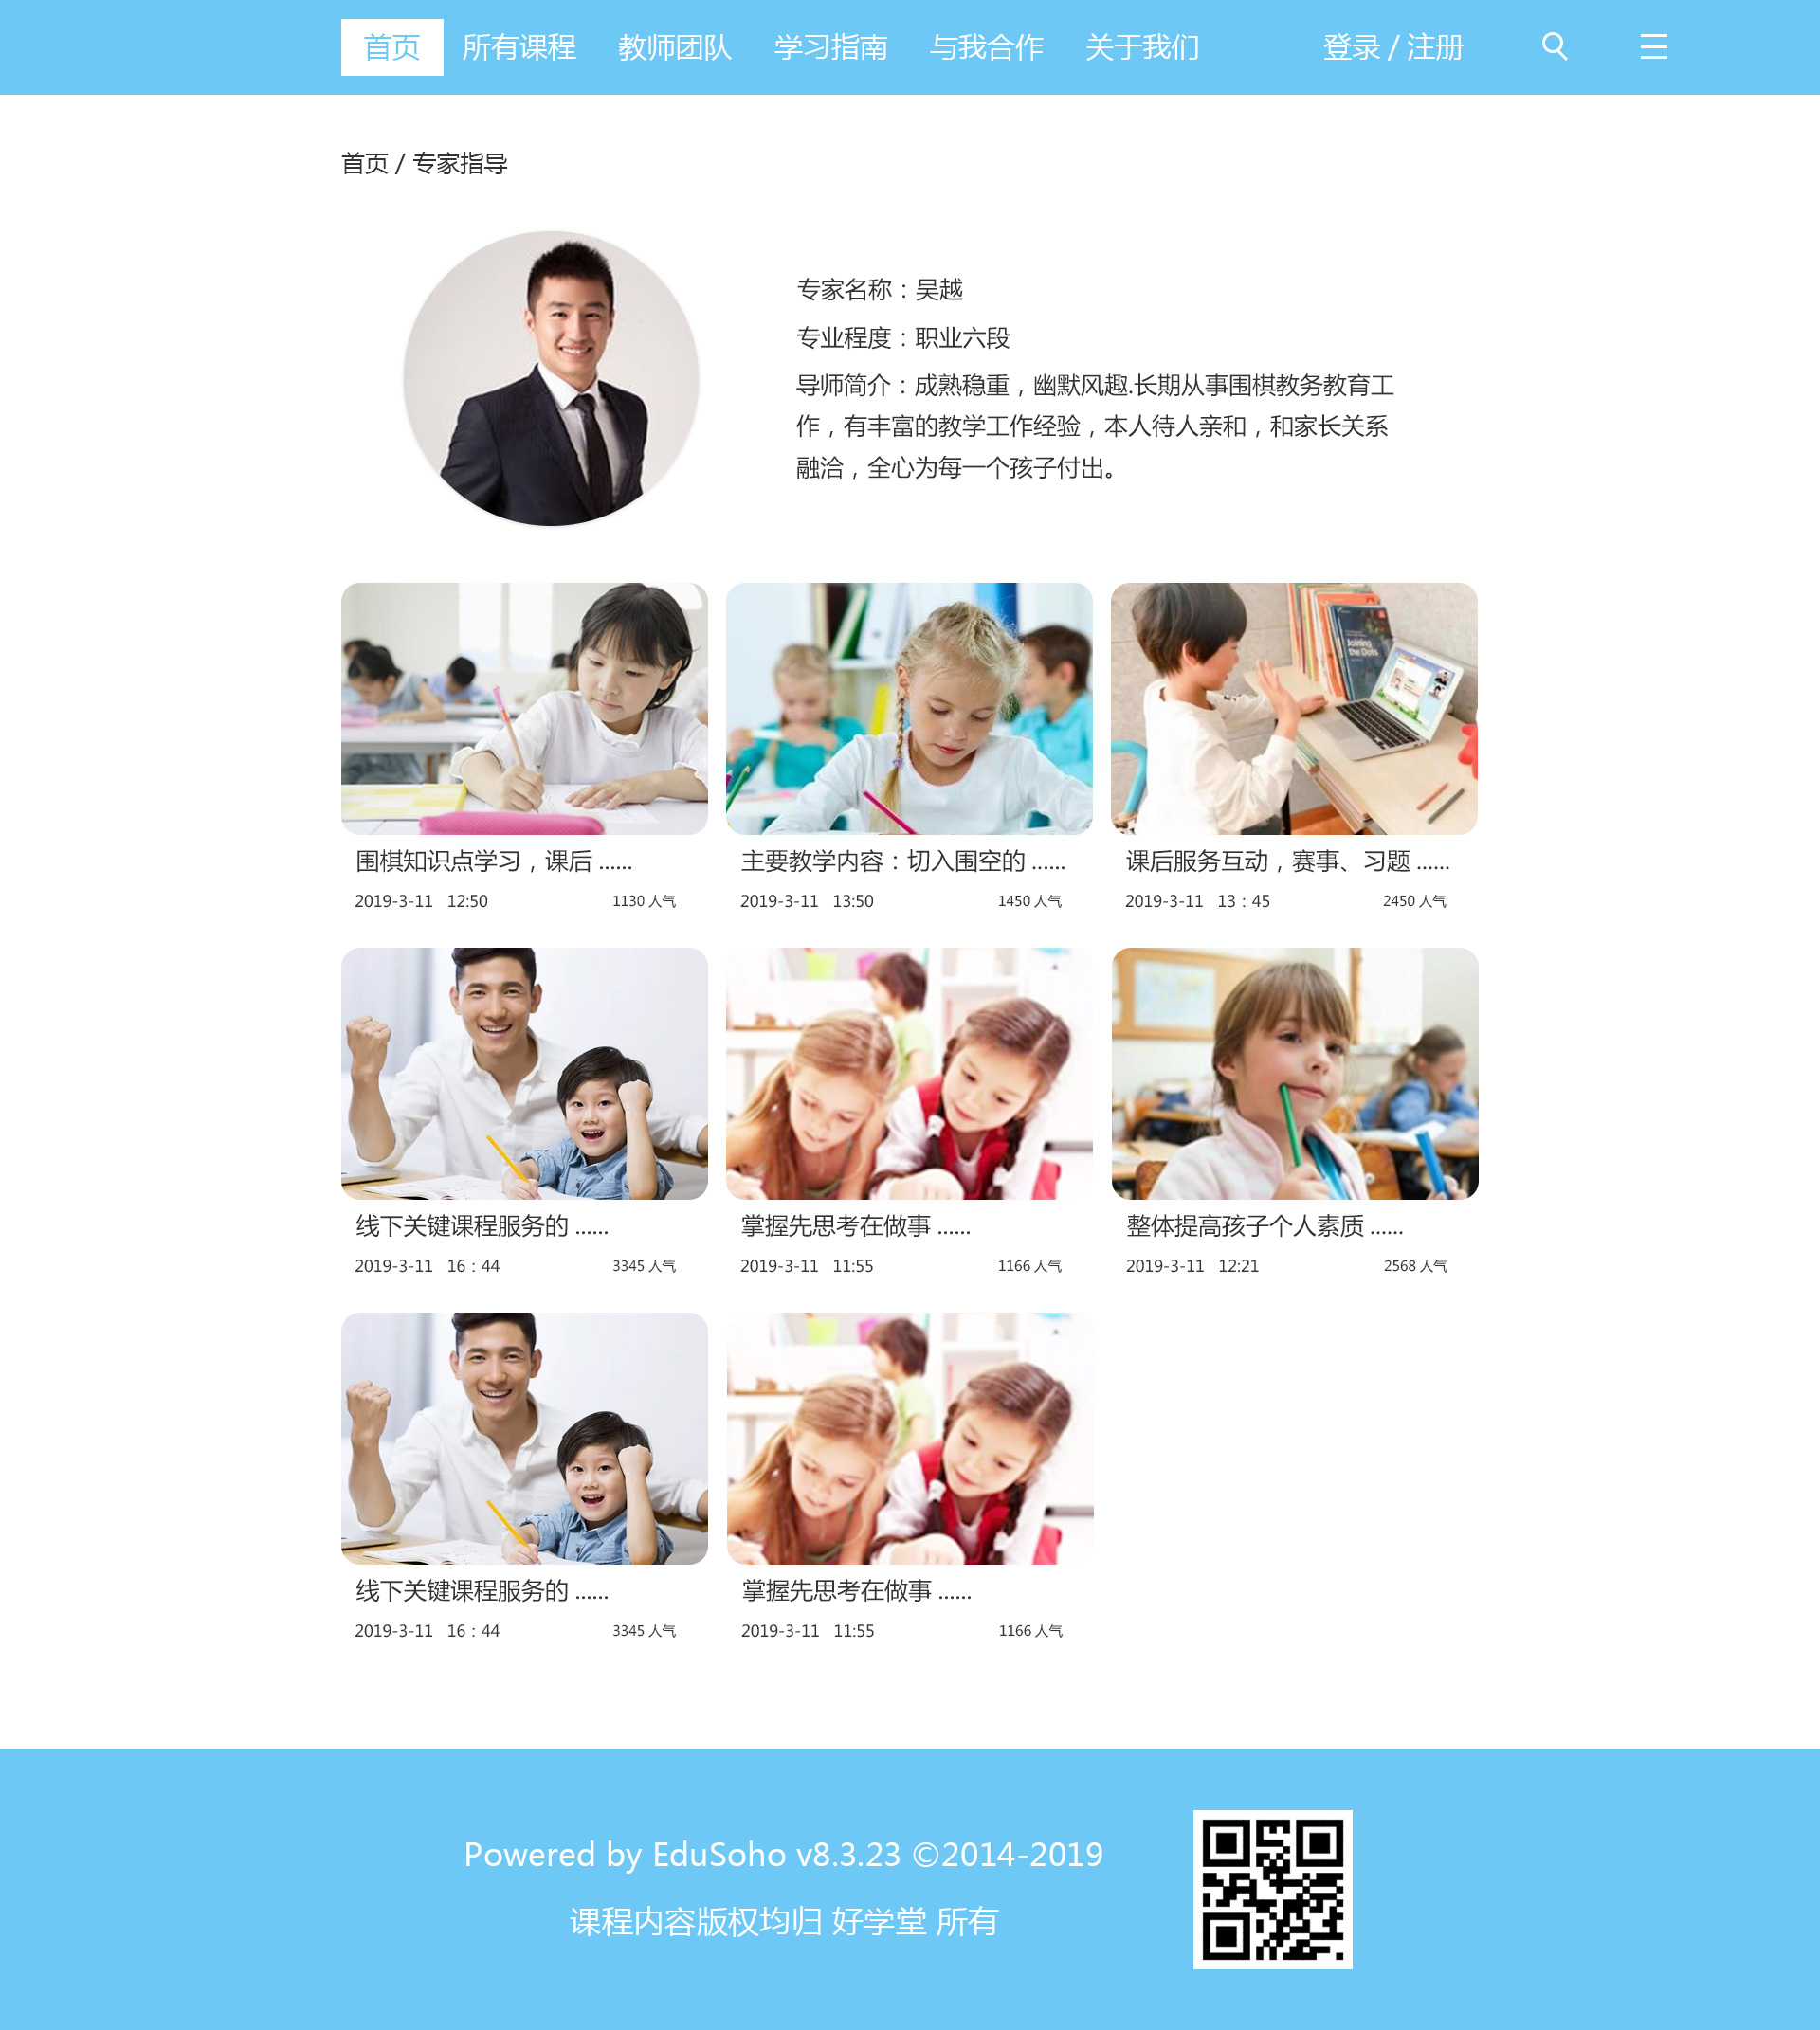 首页 所有课程 教师团队 学习指南 与我合作 关于我们 登录 / 注册
首页 / 专家指导
专家名称：吴越
专业程度：职业六段
导师简介：成熟稳重，幽默风趣.长期从事围棋教务教育工
作，有丰富的教学工作经验，本人待人亲和，和家长关系
融洽，全心为每一个孩子付出。
Joining
the Dots
围棋知识点学习，课后 ......
2019-3-11 12:50 1130 人气
主要教学内容：切入围空的 ......
2019-3-11 13:50 1450 人气
课后服务互动，赛事、习题 ......
2019-3-11 13：45 2450 人气
线下关键课程服务的 ......
2019-3-11 16：44 3345 人气
掌握先思考在做事 ......
2019-3-11 11:55 1166 人气
整体提高孩子个人素质 ......
2019-3-11 12:21 2568 人气
线下关键课程服务的 ......
2019-3-11 16：44 3345 人气
掌握先思考在做事 ......
2019-3-11 11:55 1166 人气
Powered by EduSoho v8.3.23 ©2014-2019
课程内容版权均归 好学堂 所有